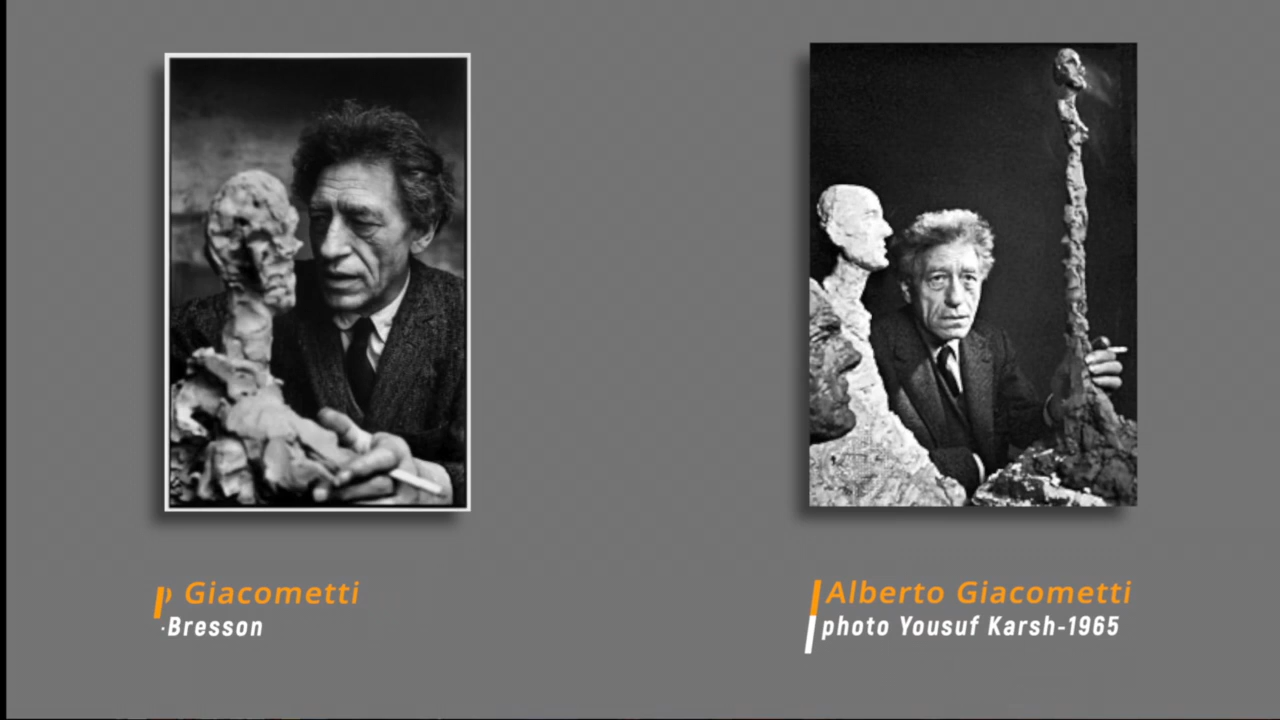 Giacometti
Bresson
Alberto Giacometti
photo Yousuf Karsh-1965